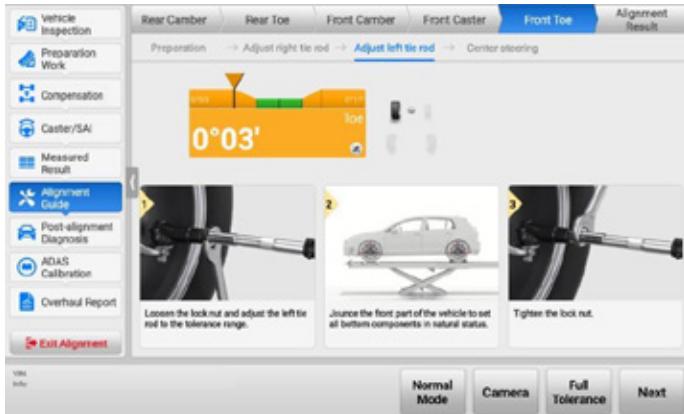 Vehicle
Inspection
Preparation
Work
Compensation
Caster/SAI
Measured
Result
Alignment
Guide
Post-alignment
Diagnosis
ADAS
Calibration
Overhaul Report
Exit Alignment
Rear Camber
Rear Toe
Front Camber
Front Caster
Front Toe
Alignment
Result
Preparation
Adjust right tie rod
Adjust left tie rod
Center steering
Toe
0°03'
1
Loosen the lock nut and adjust the left tie
rod to the tolerance range.
2
Jounce the front part of the vehicle to set
all bottom components in natural status.
3
Tighten the lock nut.
VIN:
Info:
Normal
Mode
Camera
Full
Tolerance
Next